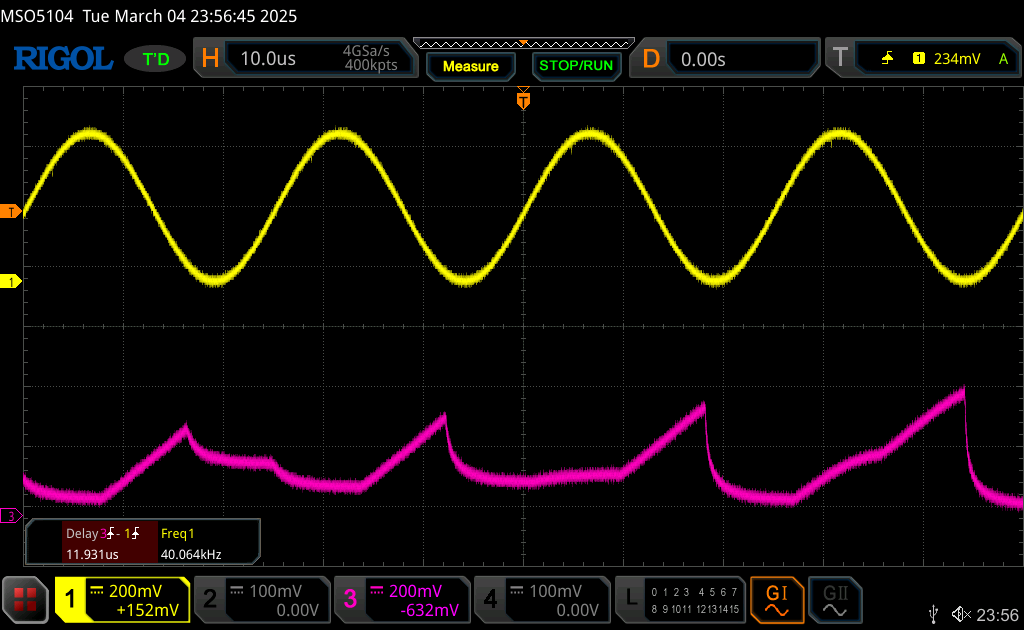 MSO5104 Tue March 04 23:56:45 2025
RIGOL T'D H 10.0us 4GSa/s 400kpts Measure STOP/RUN D 0.00s T 1 234mV A
T
T
1
3
Delay 3 - 1 Freq1
11.931us 40.064kHz
1 200mV +152mV 2 100mV 0.00V 3 200mV -632mV 4 100mV 0.00V L 0 1 2 3 4 5 6 7 8 9 10 11 12 13 14 15 GI GII
23:56